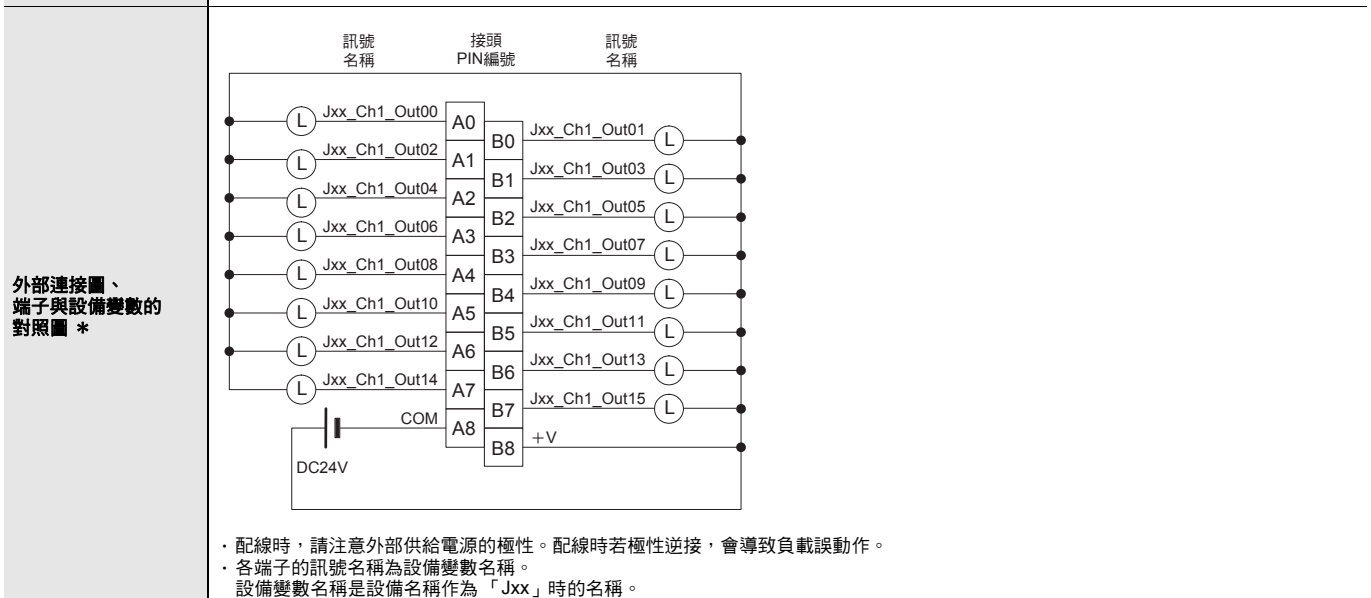 訊號
名稱
接頭
PIN編號
訊號
名稱
L Jxx_Ch1_Out00 A0
B0 Jxx_Ch1_Out01 L
L Jxx_Ch1_Out02 A1
B1 Jxx_Ch1_Out03 L
L Jxx_Ch1_Out04 A2
B2 Jxx_Ch1_Out05 L
L Jxx_Ch1_Out06 A3
B3 Jxx_Ch1_Out07 L
L Jxx_Ch1_Out08 A4
B4 Jxx_Ch1_Out09 L
L Jxx_Ch1_Out10 A5
B5 Jxx_Ch1_Out11 L
L Jxx_Ch1_Out12 A6
B6 Jxx_Ch1_Out13 L
L Jxx_Ch1_Out14 A7
B7 Jxx_Ch1_Out15 L
COM A8
B8 +V
DC24V
外部連接圖、
端子與設備變數的
對照圖 *
・配線時，請注意外部供給電源的極性。配線時若極性逆接，會導致負載誤動作。
・各端子的訊號名稱為設備變數名稱。
設備變數名稱是設備名稱作為「Jxx」時的名稱。